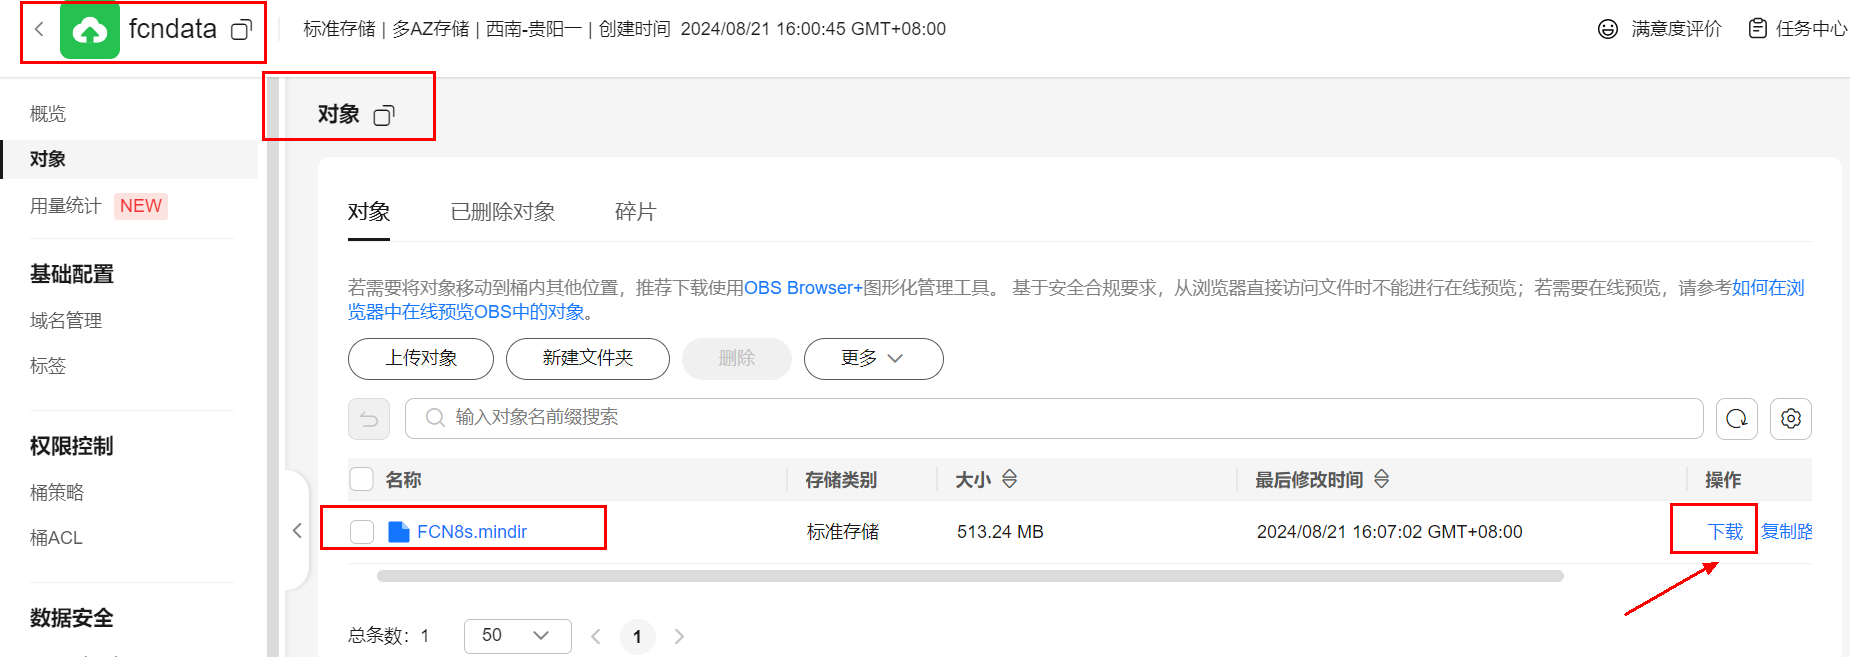 fcndata
标准存储 | 多AZ存储 | 西南-贵阳一 | 创建时间 2024/08/21 16:00:45 GMT+08:00
满意度评价
任务中心
概览
对象
用量统计 NEW
基础配置
域名管理
标签
权限控制
桶策略
桶ACL
数据安全
对象
对象 已删除对象 碎片
若需要将对象移动到桶内其他位置，推荐下载使用OBS Browser+图形化管理工具。 基于安全合规要求，从浏览器直接访问文件时不能进行在线预览；若需要在线预览，请参考如何在浏
览器中在线预览OBS中的对象。
上传对象 新建文件夹 删除 更多
输入对象名前缀搜索
名称 存储类别 大小 最后修改时间 操作
FCN8s.mindir 标准存储 513.24 MB 2024/08/21 16:07:02 GMT+08:00 下载 复制路
总条数：1 50 1